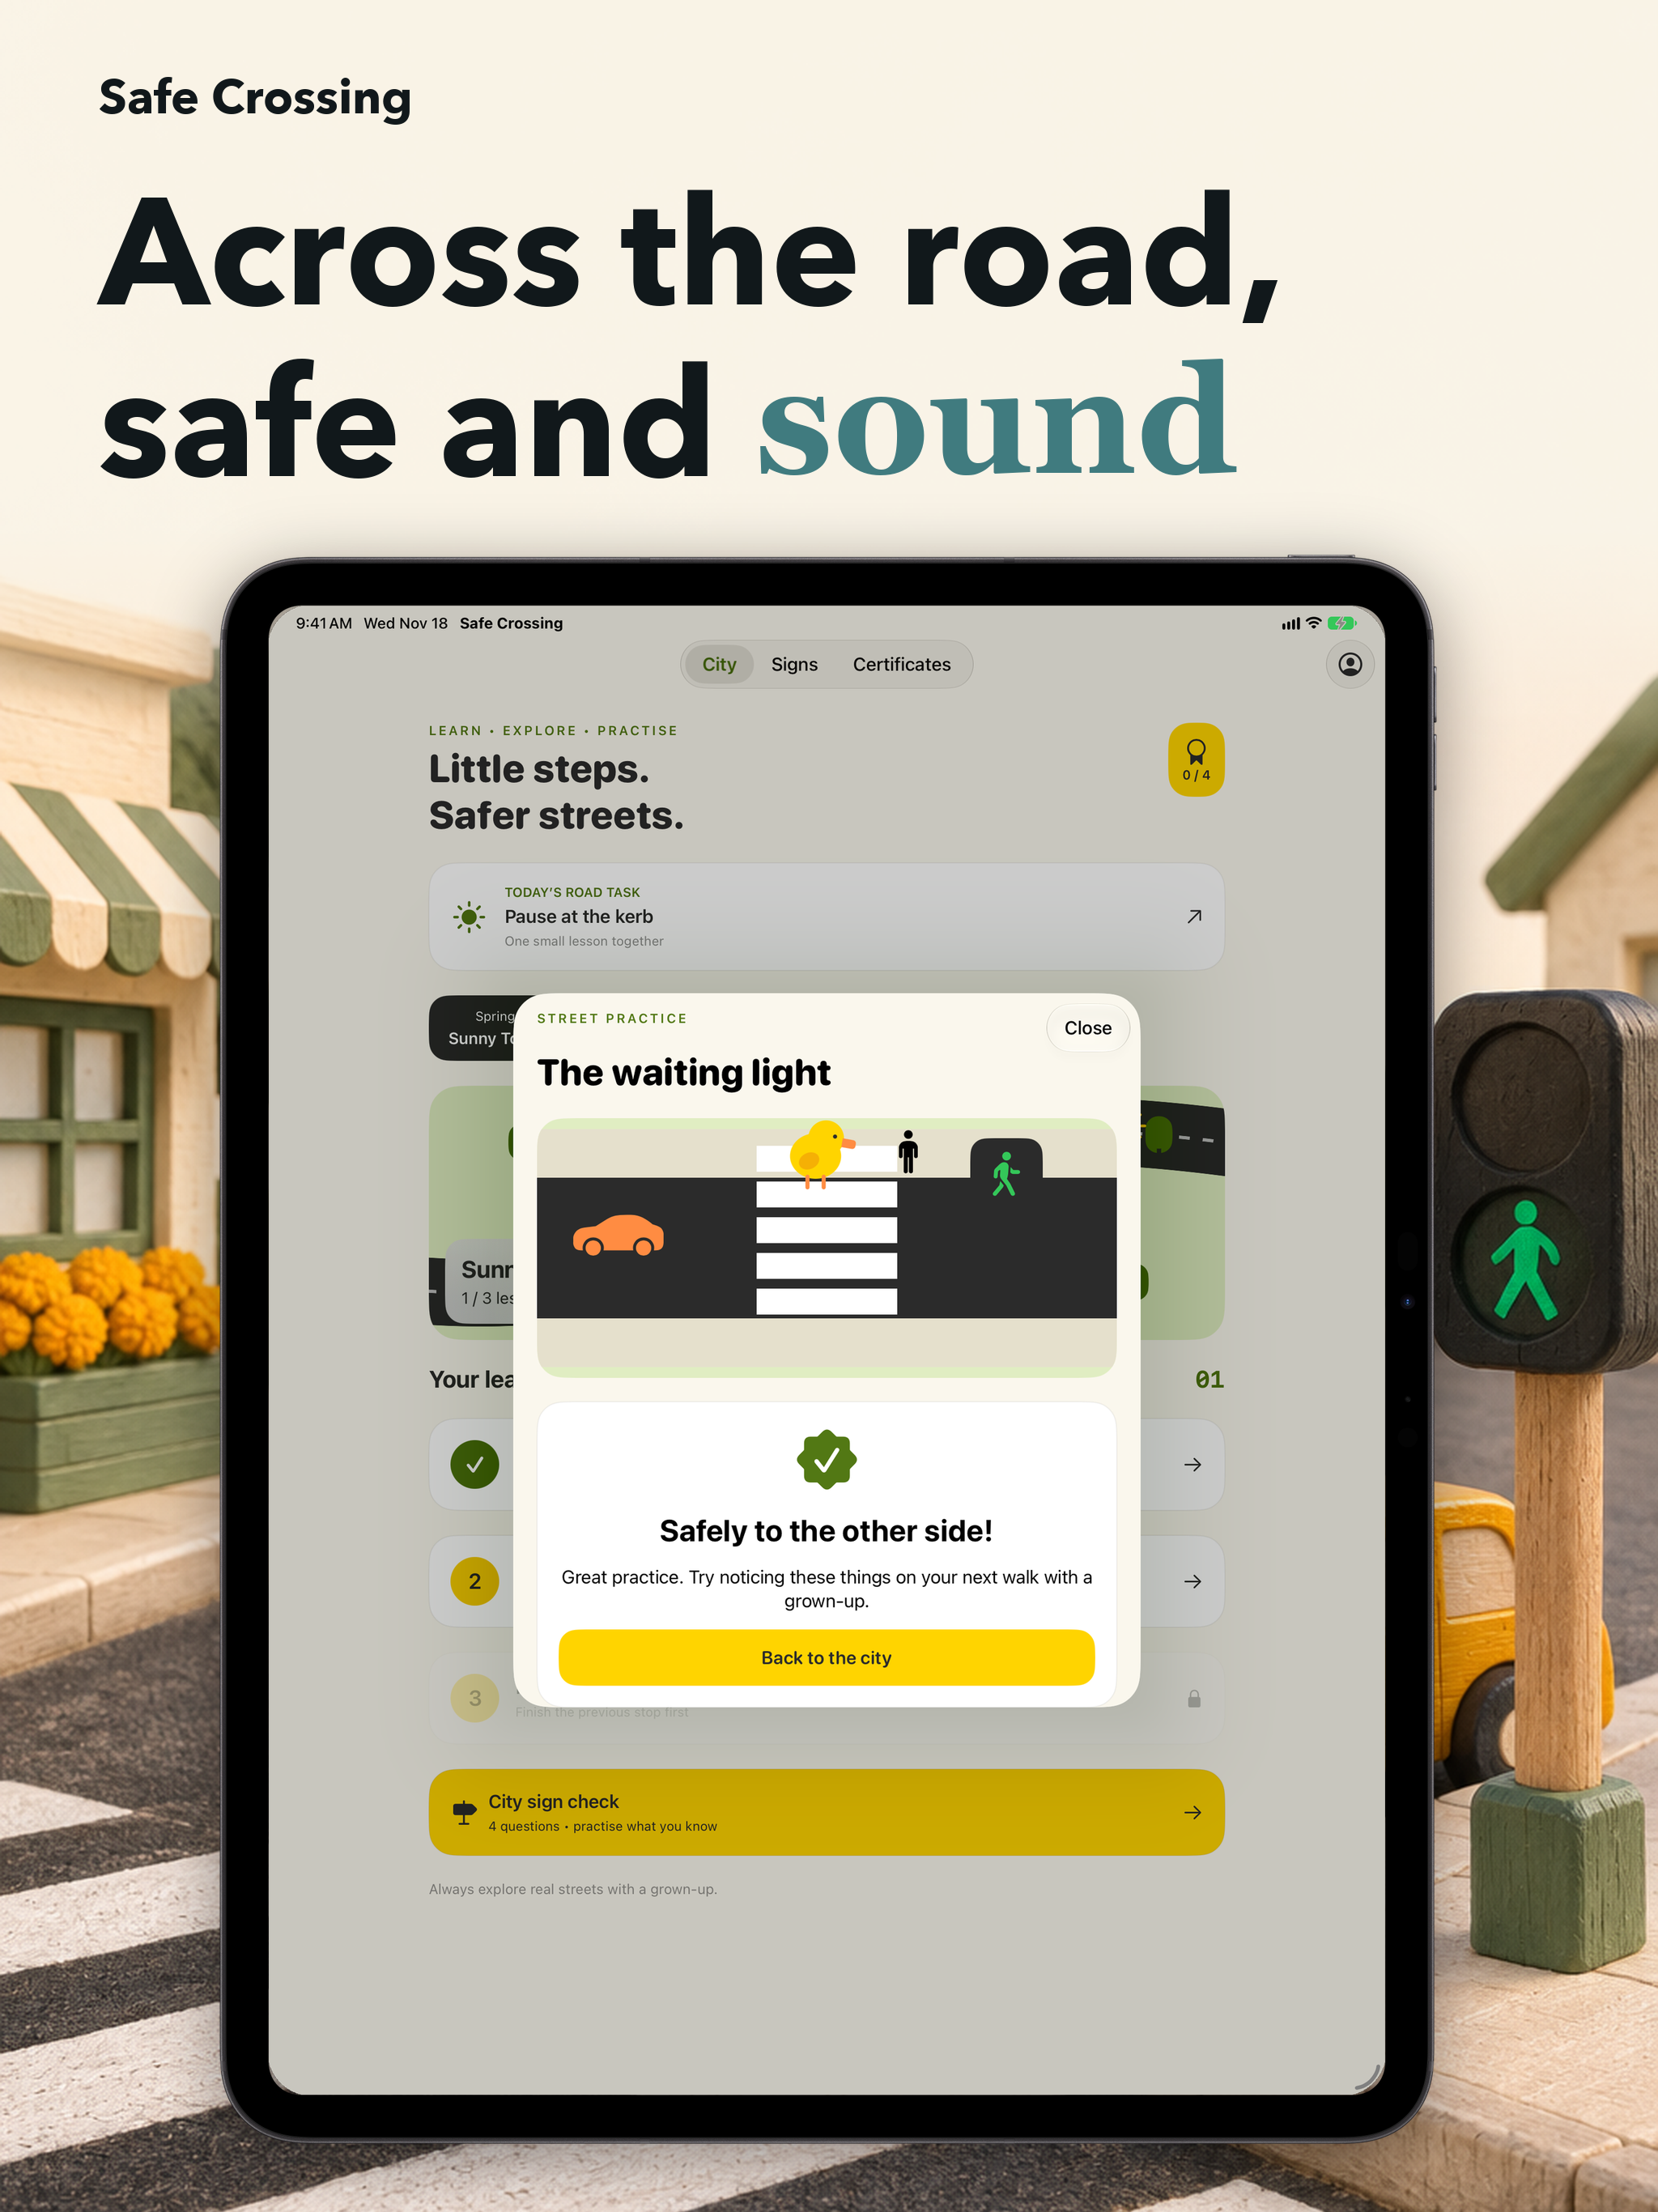 Safe Crossing
Across the road,
safe and sound
9:41 AM Wed Nov 18 Safe Crossing
City Signs Certificates
LEARN • EXPLORE • PRACTISE
Little steps.
Safer streets.
0 / 4
TODAY'S ROAD TASK
Pause at the kerb
One small lesson together
Spring
Sunny
STREET PRACTICE
Close
The waiting light
1 / 3
Your
01
Safely to the other side!
Great practice. Try noticing these things on your next walk with a
grown-up.
Back to the city
2
3
Finish the previous stop first
City sign check
4 questions • practise what you know
Always explore real streets with a grown-up.